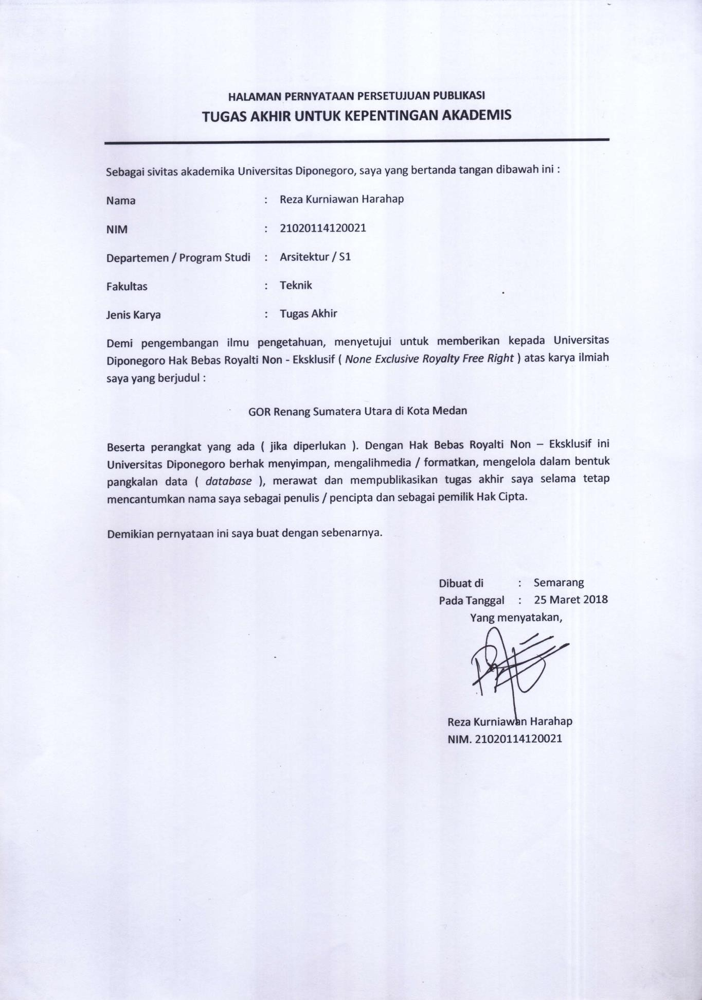 HALAMAN PERNYATAAN PERSETUJUAN PUBLIKASI
TUGAS AKHIR UNTUK KEPENTINGAN AKADEMIS
Sebagai sivitas akademika Universitas Diponegoro, saya yang bertanda tangan dibawah ini :
Nama : Reza Kurniawan Harahap
NIM : 21020114120021
Departemen / Program Studi : Arsitektur / S1
Fakultas : Teknik
Jenis Karya : Tugas Akhir
Demi pengembangan ilmu pengetahuan, menyetujui untuk memberikan kepada Universitas
Diponegoro Hak Bebas Royalti Non - Eksklusif ( None Exclusive Royalty Free Right ) atas karya ilmiah
saya yang berjudul :
GOR Renang Sumatera Utara di Kota Medan
Beserta perangkat yang ada ( jika diperlukan ). Dengan Hak Bebas Royalti Non – Eksklusif ini
Universitas Diponegoro berhak menyimpan, mengalihmedia / formatkan, mengelola dalam bentuk
pangkalan data ( database ), merawat dan mempublikasikan tugas akhir saya selama tetap
mencantumkan nama saya sebagai penulis / pencipta dan sebagai pemilik Hak Cipta.
Demikian pernyataan ini saya buat dengan sebenarnya.
Dibuat di : Semarang
Pada Tanggal : 25 Maret 2018
Yang menyatakan,
Reza Kurniawan Harahap
NIM. 21020114120021